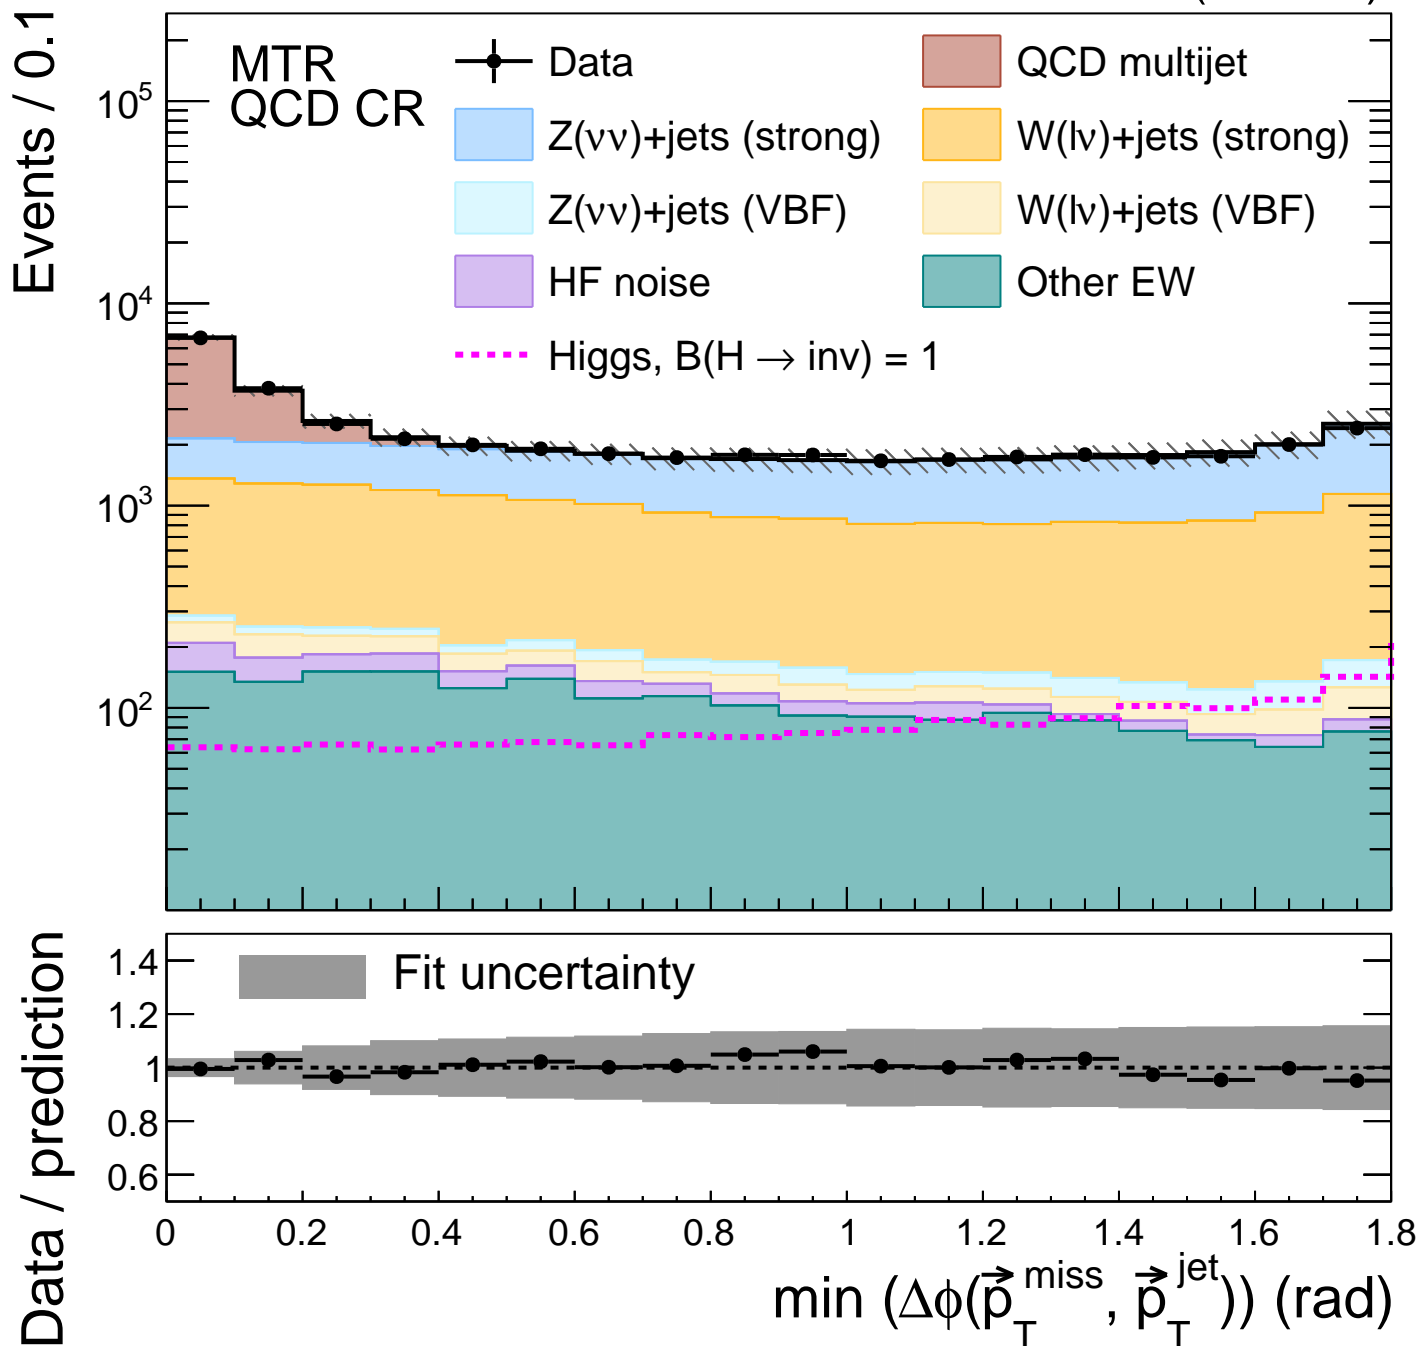 Events / 0.1
MTR
QCD CR
Data
QCD multijet
Z(νν)+jets (strong)
W(lν)+jets (strong)
Z(νν)+jets (VBF)
W(lν)+jets (VBF)
HF noise
Other EW
Higgs, B(H → inv) = 1
10⁵
10⁴
10³
10²
Data / prediction
Fit uncertainty
1.4
1.2
1
0.8
0.6
0 0.2 0.4 0.6 0.8 1 1.2 1.4 1.6 1.8
min (Δϕ(p⃗_T^miss, p⃗_T^jet)) (rad)